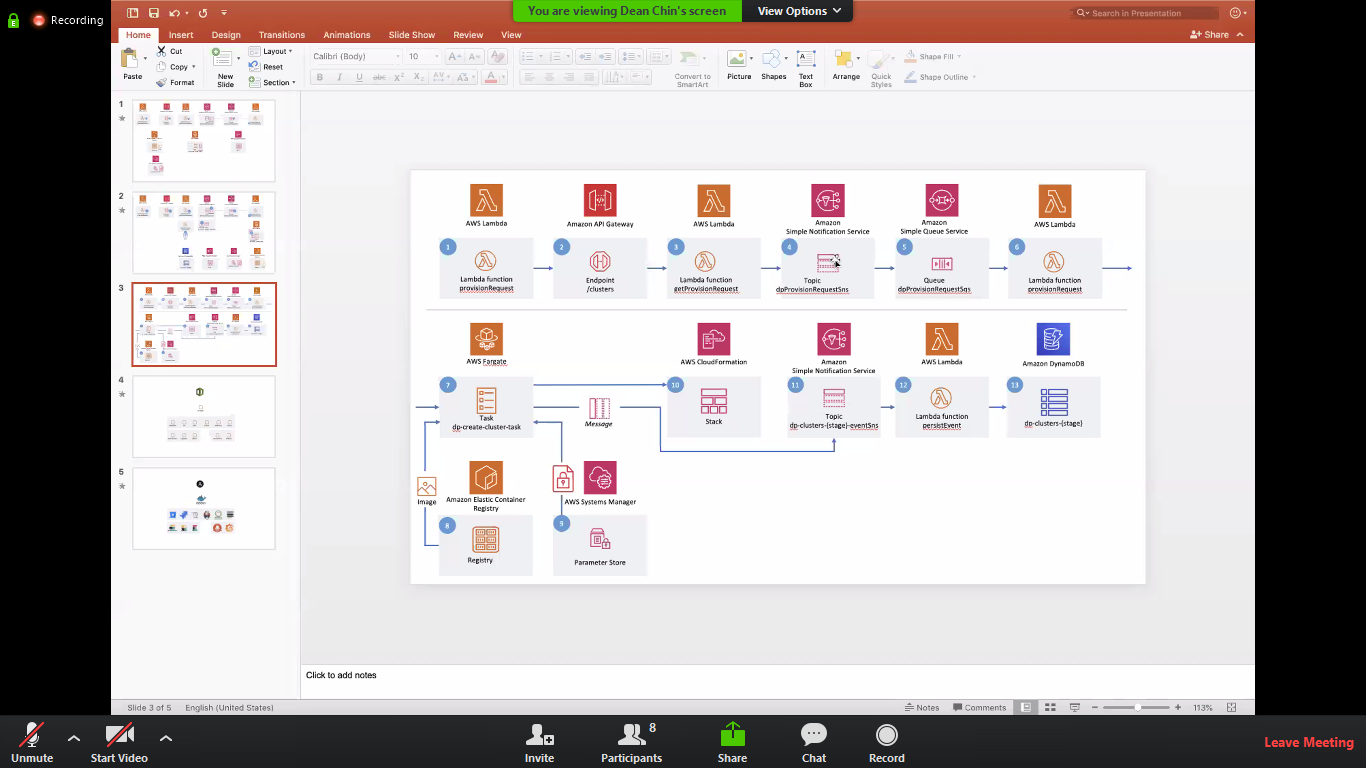 Recording
You are viewing Dean Chin's screen
View Options
Search in Presentation
Home
Insert
Design
Transitions
Animations
Slide Show
Review
View
Share
Paste
Cut
Copy
Format
New
Slide
Layout
Reset
Section
Calibri (Body)
10
Convert to
SmartArt
Picture
Shapes
Text
Box
Arrange
Quick
Styles
Shape Fill
Shape Outline
1
2
3
4
5
AWS Lambda
Amazon API Gateway
AWS Lambda
Amazon
Simple Notification Service
Amazon
Simple Queue Service
AWS Lambda
1
Lambda function
provisionRequest
2
Endpoint
/clusters
3
Lambda function
getProvisionRequest
4
Topic
dpProvisionRequestSns
5
Queue
dpProvisionRequestSqs
6
Lambda function
provisionRequest
AWS Fargate
AWS CloudFormation
Amazon
Simple Notification Service
AWS Lambda
Amazon DynamoDB
7
Task
dp-create-cluster-task
Message
10
Stack
11
Topic
dp-clusters-{stage}-eventSns
12
Lambda function
persistEvent
13
dp-clusters-{stage}
Image
Amazon Elastic Container
Registry
AWS Systems Manager
8
Registry
9
Parameter Store
Click to add notes
Slide 3 of 5
English (United States)
Notes
Comments
113%
Unmute
Start Video
Invite
Participants
8
Share
Chat
Record
Leave Meeting